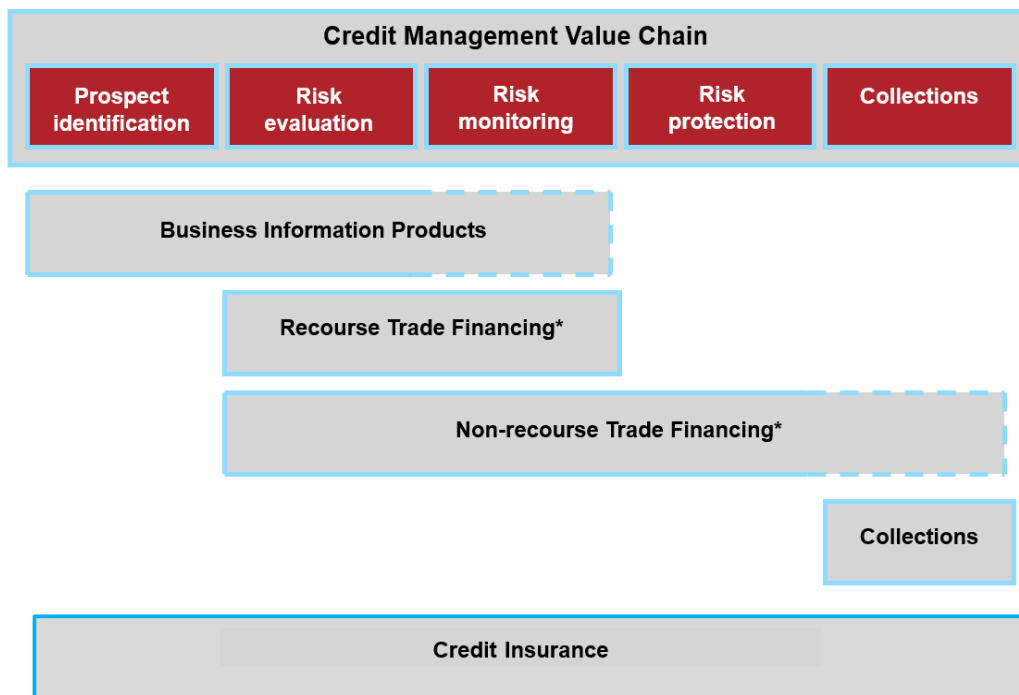 Credit Management Value Chain
Prospect
identification
Risk
evaluation
Risk
monitoring
Risk
protection
Collections
Business Information Products
Recourse Trade Financing*
Non-recourse Trade Financing*
Collections
Credit Insurance